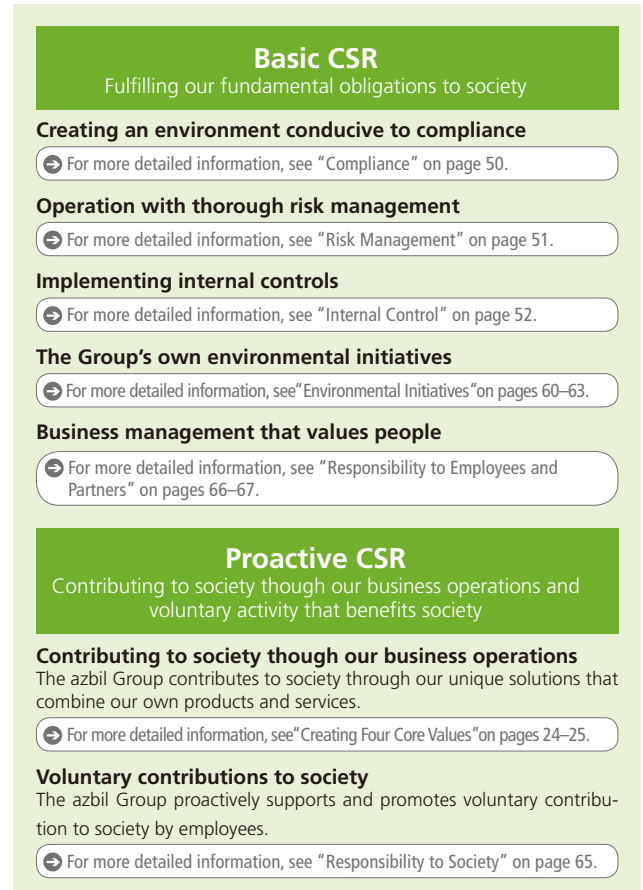 Basic CSR
Fulfilling our fundamental obligations to society
Creating an environment conducive to compliance
For more detailed information, see “Compliance” on page 50.
Operation with thorough risk management
For more detailed information, see “Risk Management” on page 51.
Implementing internal controls
For more detailed information, see “Internal Control” on page 52.
The Group’s own environmental initiatives
For more detailed information, see“Environmental Initiatives”on pages 60–63.
Business management that values people
For more detailed information, see “Responsibility to Employees and
Partners” on pages 66–67.
Proactive CSR
Contributing to society though our business operations and
voluntary activity that benefits society
Contributing to society though our business operations
The azbil Group contributes to society through our unique solutions that
combine our own products and services.
For more detailed information, see“Creating Four Core Values”on pages 24–25.
Voluntary contributions to society
The azbil Group proactively supports and promotes voluntary contribu-
tion to society by employees.
For more detailed information, see “Responsibility to Society” on page 65.